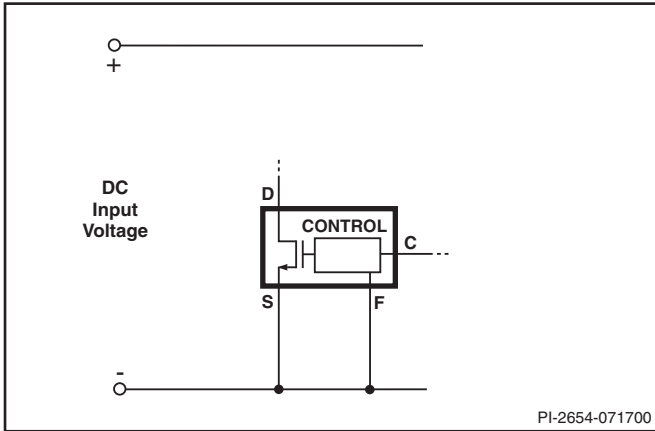 +
D
DC
Input
Voltage
CONTROL
C
S
F
-
PI-2654-071700